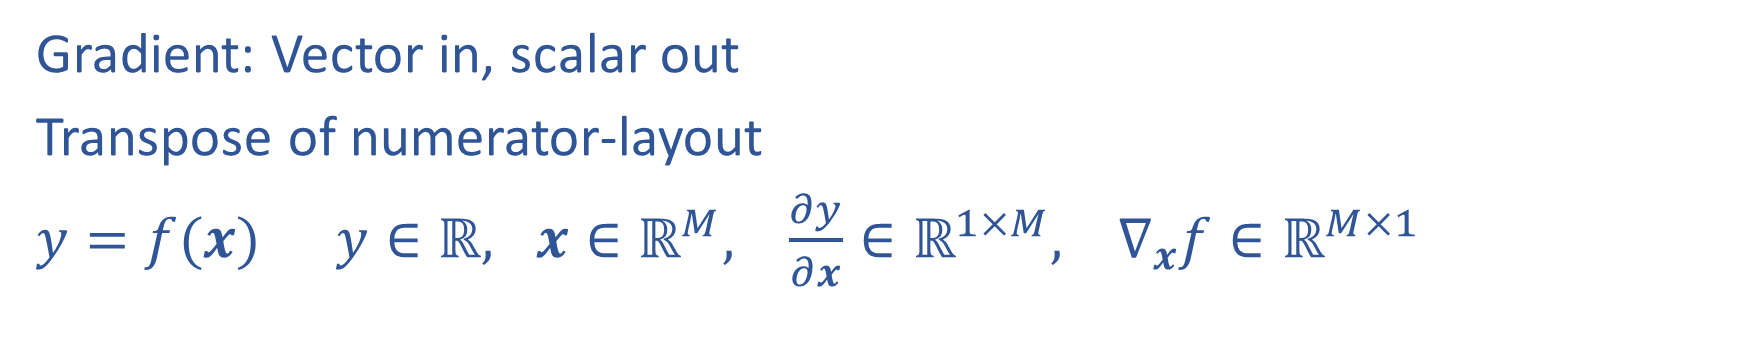 Gradient: Vector in, scalar out
Transpose of numerator-layout
𝑦 = 𝑓(𝒙) 𝑦 ∈ ℝ, 𝒙 ∈ ℝ^𝑀, ∂𝑦/∂𝒙 ∈ ℝ^{1×𝑀}, ∇_𝒙 𝑓 ∈ ℝ^{𝑀×1}